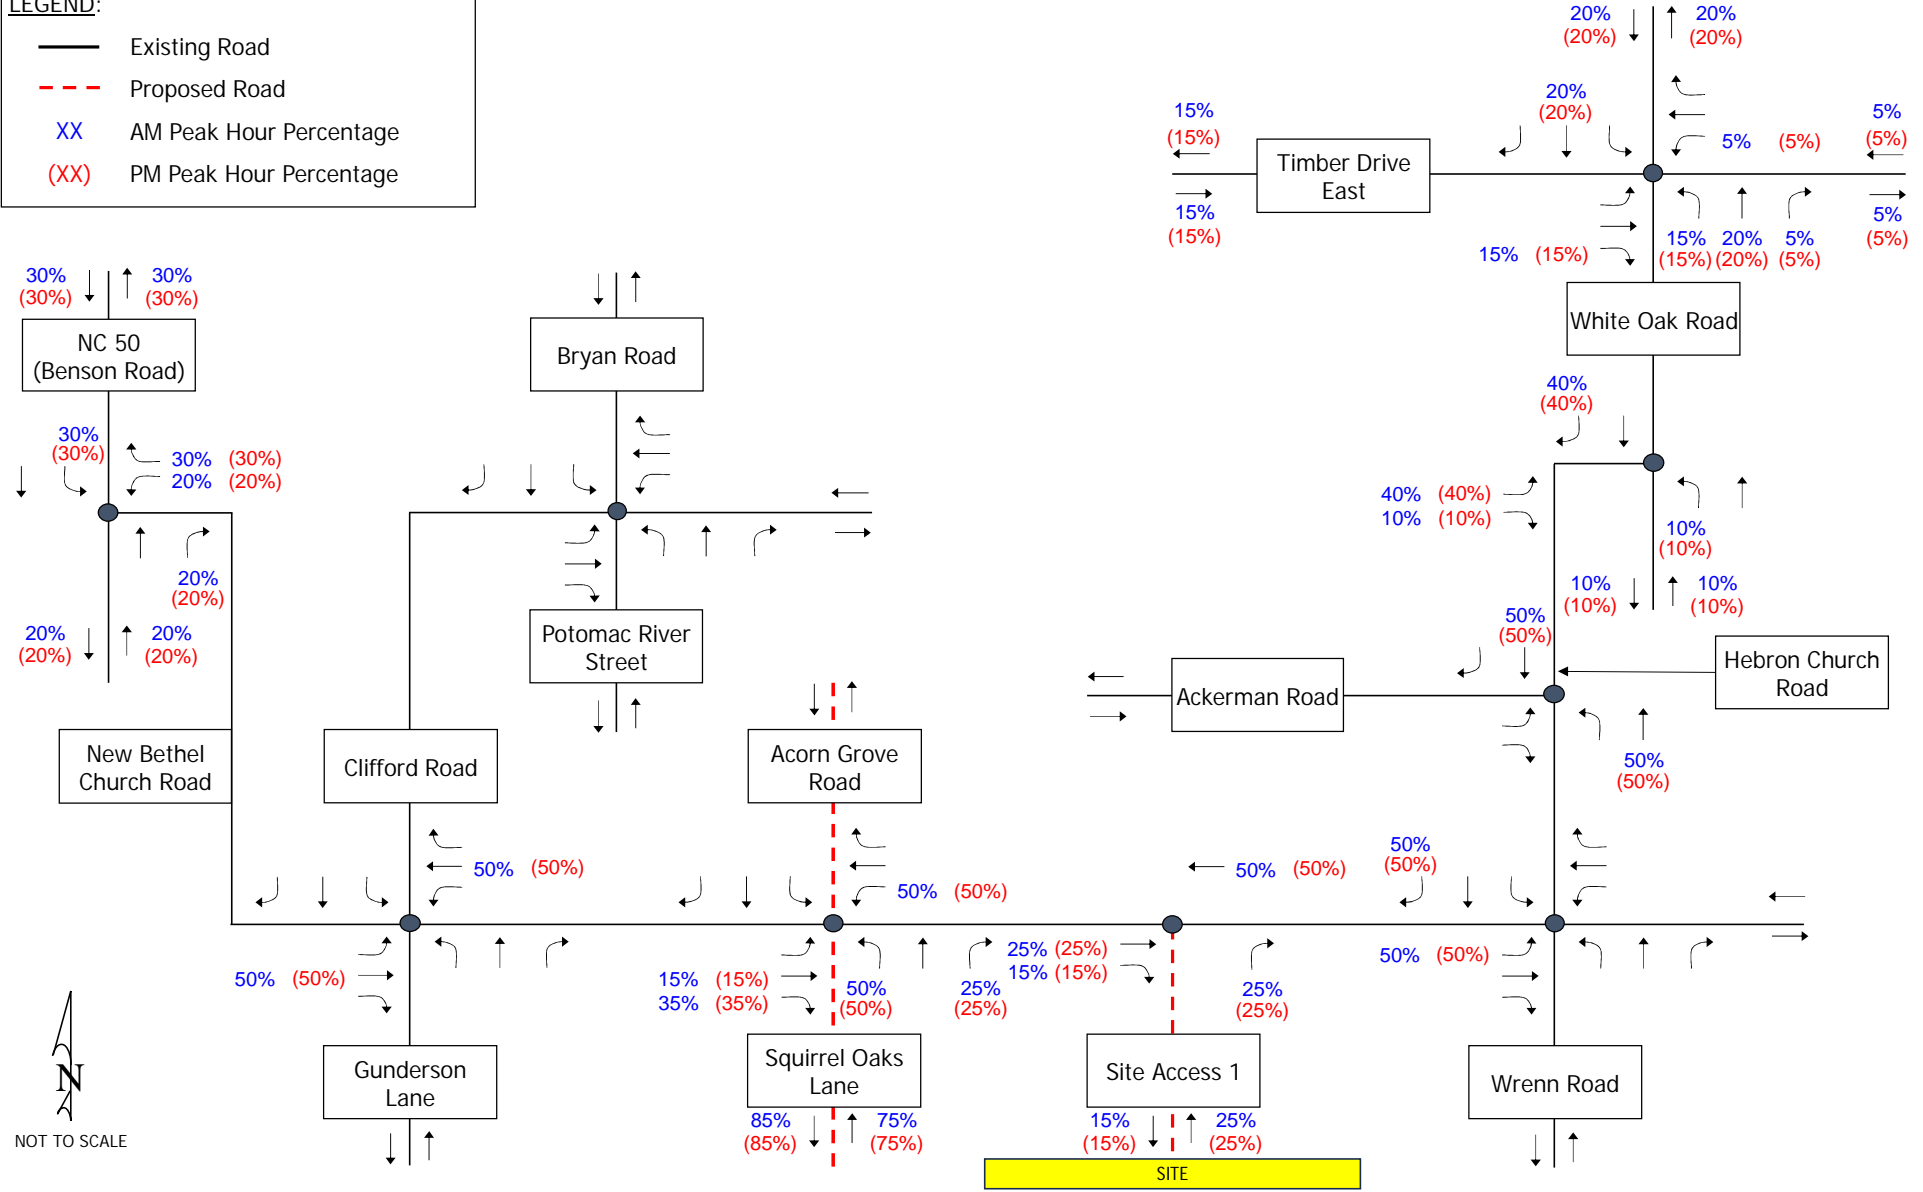 LEGEND:
Existing Road
Proposed Road
XX AM Peak Hour Percentage
(XX) PM Peak Hour Percentage
20% 20%
(20%) (20%)
20%
(20%)
15%
(15%)
5%
(5%)
5% (5%)
Timber Drive
East
15%
(15%)
15% (15%)
15% 20% 5%
(15%) (20%) (5%)
5%
(5%)
White Oak Road
30% 30%
(30%) (30%)
NC 50
(Benson Road)
Bryan Road
30%
(30%)
30% (30%)
20% (20%)
20%
(20%)
20% 20%
(20%) (20%)
Potomac River
Street
40%
(40%)
40% (40%)
10% (10%)
10%
(10%)
10% 10%
(10%) (10%)
50%
(50%)
Hebron Church
Road
Ackerman Road
50%
(50%)
New Bethel
Church Road
Clifford Road
Acorn Grove
Road
50% (50%)
50% (50%)
50% (50%)
50%
(50%)
50% (50%)
15% (15%)
35% (35%)
50%
(50%)
25%
(25%)
25% (25%)
15% (15%)
25%
(25%)
50% (50%)
Gunderson
Lane
Squirrel Oaks
Lane
Site Access 1
Wrenn Road
85% 75%
(85%) (75%)
15% 25%
(15%) (25%)
SITE
N
NOT TO SCALE